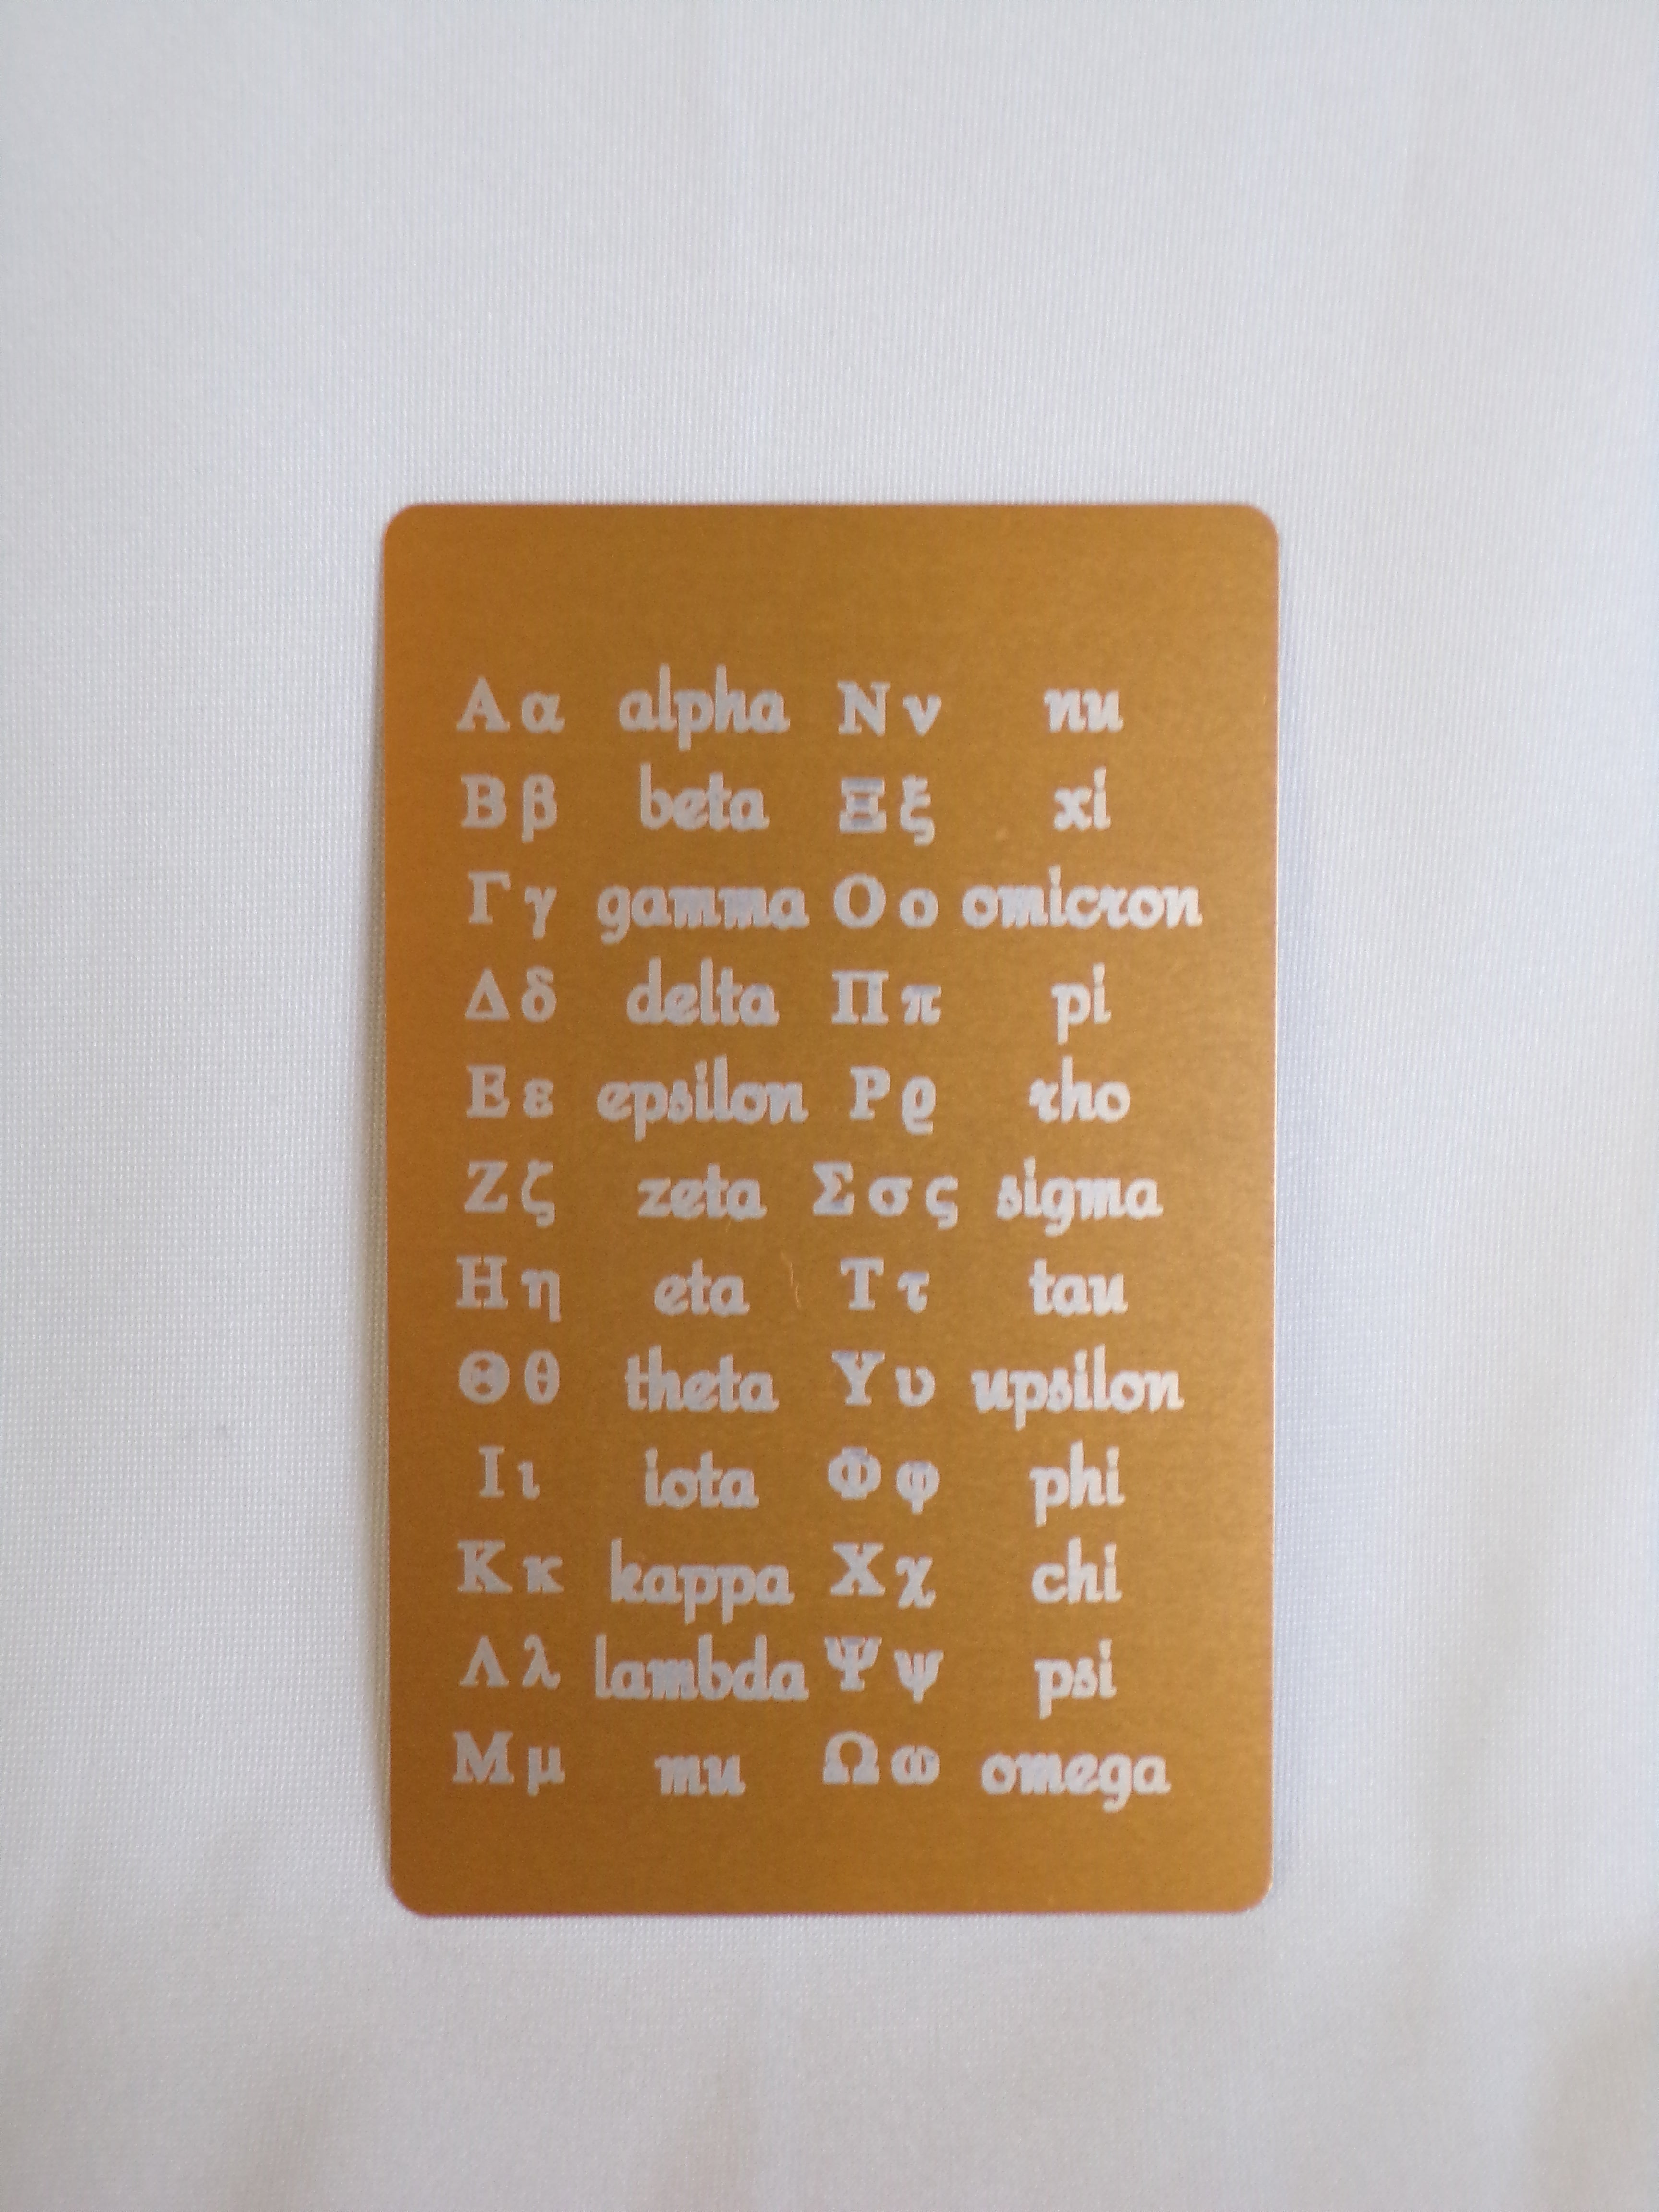 Α α alpha Ν ν nu
Β β beta Ξ ξ xi
Γ γ gamma Ο ο omicron
Δ δ delta Π π pi
Ε ε epsilon Ρ ϱ rho
Ζ ζ zeta Σ σ ς sigma
Η η eta Τ τ tau
Θ θ theta Υ υ upsilon
Ι ι iota Φ φ phi
Κ κ kappa Χ χ chi
Λ λ lambda Ψ ψ psi
Μ μ mu Ω ω omega